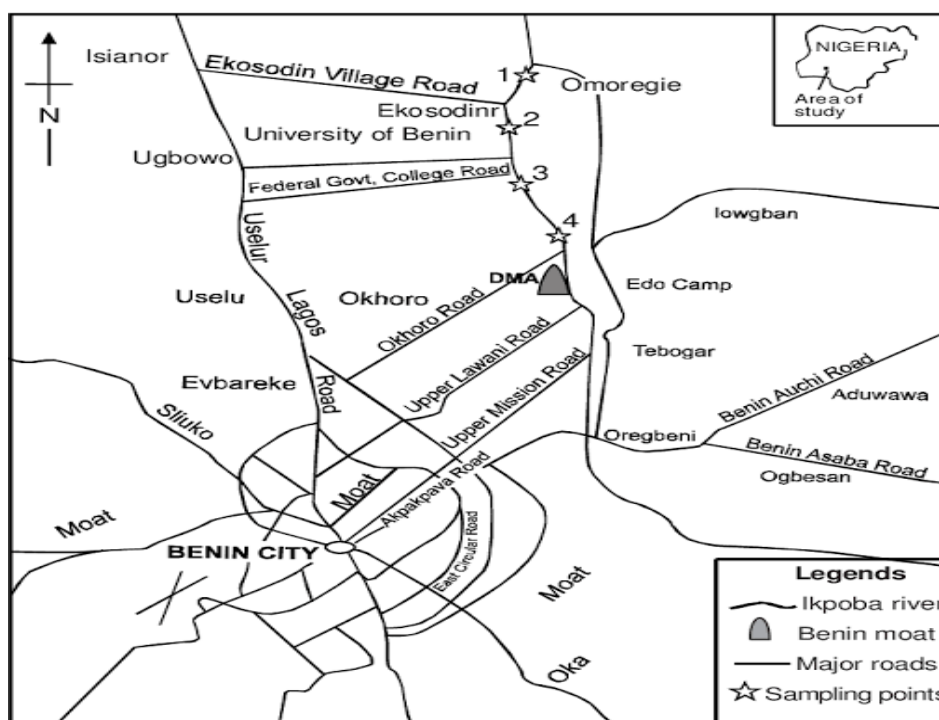 Isianor
Ekosodin Village Road
1
Omoregie
NIGERIA
Area of
study
N
Ekosodinr
2
University of Benin
Ugbowo
Federal Govt, College Road
3
Uselur
4
Iowgban
DMA
Edo Camp
Uselu
Lagos
Okhoro
Okhoro Road
Upper Lawani Road
Tebogar
Evbareke
Road
Upper Mission Road
Benin Auchi Road
Aduwawa
Sliuko
Oregbeni
Benin Asaba Road
Ogbesan
Moat
Akpakpava Road
Moat
BENIN CITY
East Circular Road
Moat
Oka
Legends
Ikpoba river
Benin moat
Major roads
Sampling points